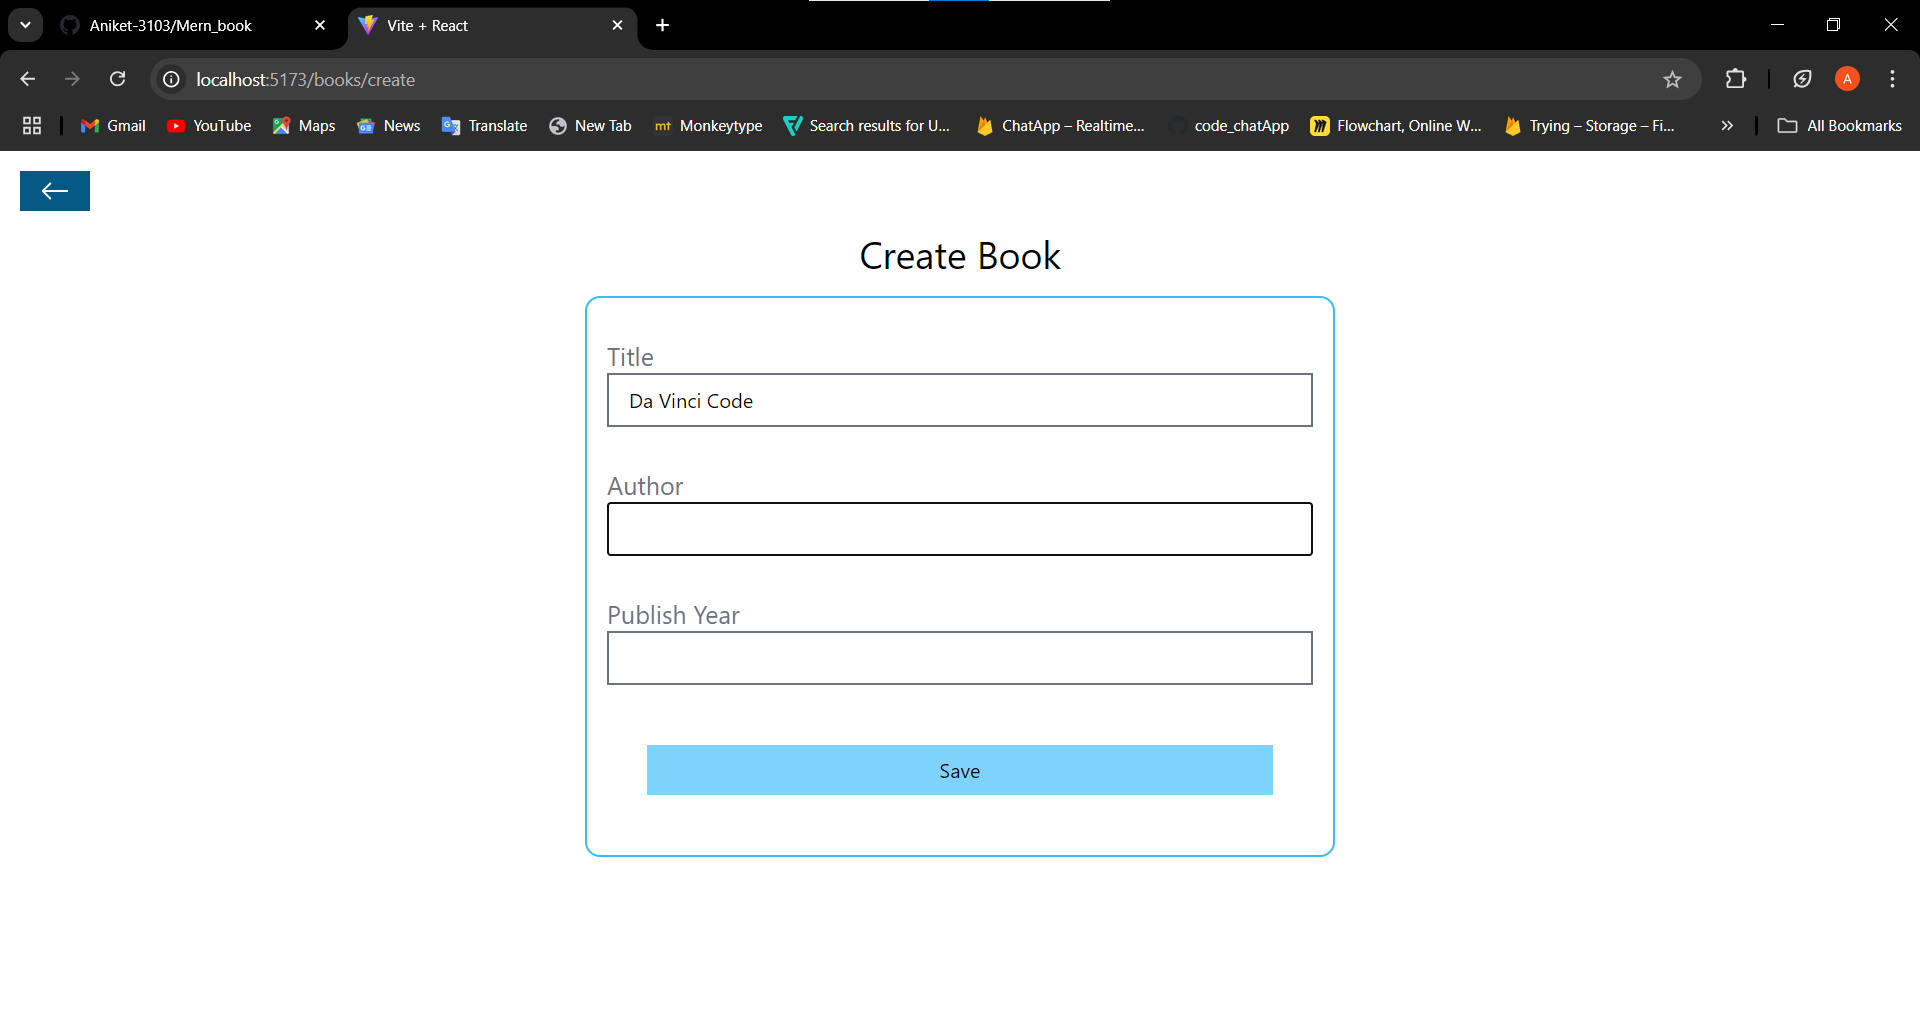 Aniket-3103/Mern_book
Vite + React
localhost:5173/books/create
A
Gmail
YouTube
Maps
News
Translate
New Tab
mt Monkeytype
Search results for U...
ChatApp – Realtime...
code_chatApp
Flowchart, Online W...
Trying – Storage – Fi...
All Bookmarks
Create Book
Title
Da Vinci Code
Author
Publish Year
Save